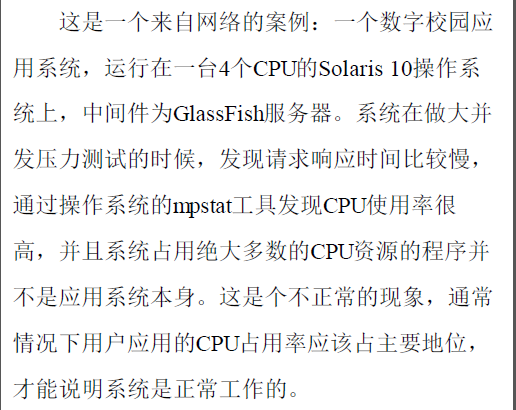 这是一个来自网络的案例：一个数字校园应
用系统，运行在一台4个CPU的Solaris 10操作系
统上，中间件为GlassFish服务器。系统在做大并
发压力测试的时候，发现请求响应时间比较慢，
通过操作系统的mpstat工具发现CPU使用率很
高，并且系统占用绝大多数的CPU资源的程序并
不是应用系统本身。这是个不正常的现象，通常
情况下用户应用的CPU占用率应该占主要地位，
才能说明系统是正常工作的。